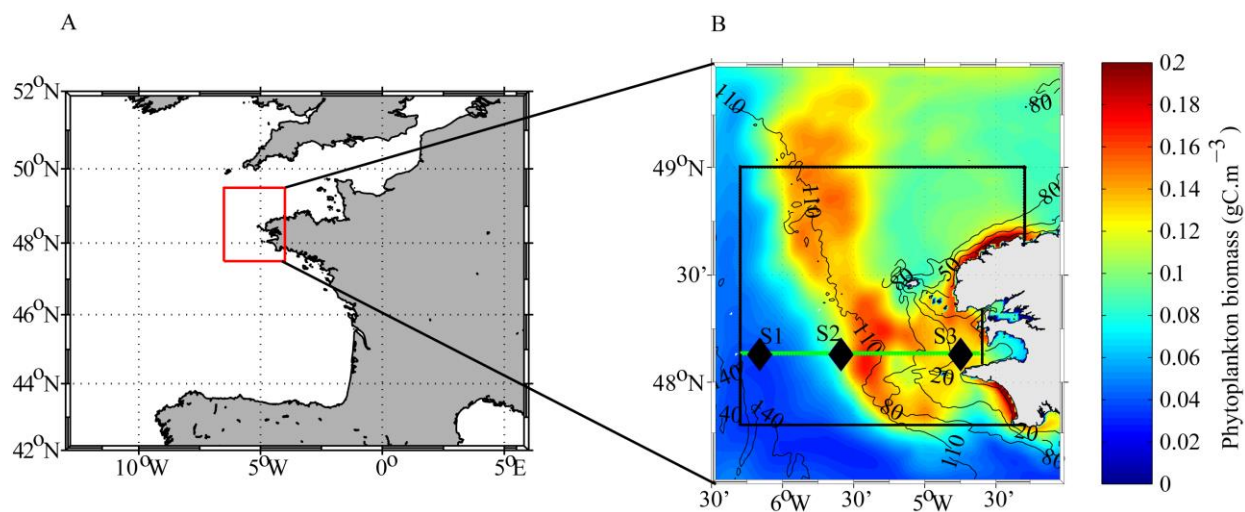 A
B
52°N
50°N
48°N
46°N
44°N
42°N
10°W
5°W
0°
5°E
110
80
49°N
110
80
50
30'
80
S1
S2
110
S3
20
140
48°N
40
140
80
110
20
80
30'
6°W
30'
5°W
30'
0.2
0.18
0.16
0.14
0.12
0.1
0.08
0.06
0.04
0.02
0
Phytoplankton biomass (gC.m⁻³)